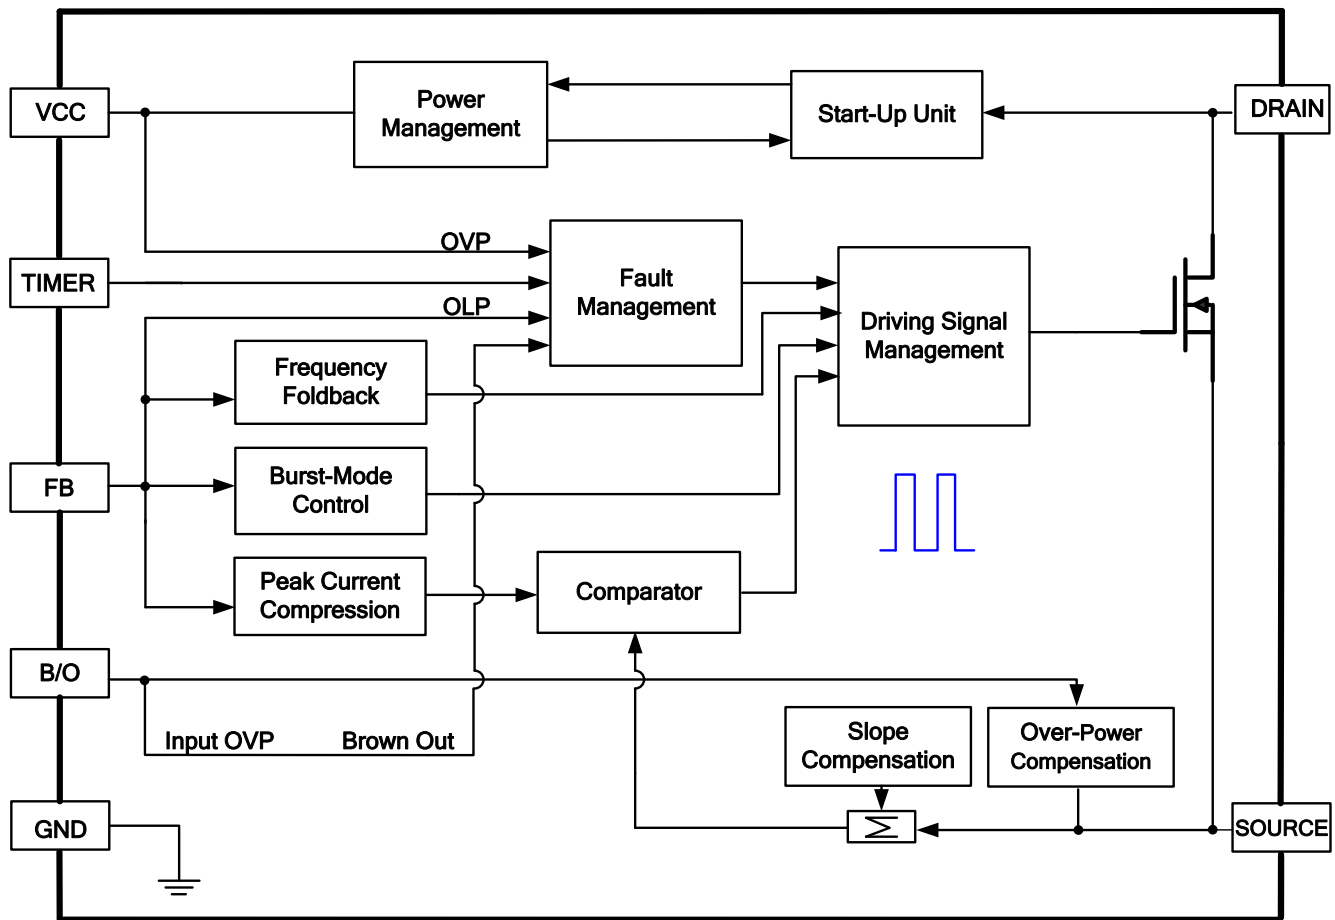 VCC
Power
Management
Start-Up Unit
DRAIN
OVP
TIMER
Fault
Management
OLP
Driving Signal
Management
Frequency
Foldback
FB
Burst-Mode
Control
Peak Current
Compression
Comparator
B/O
Input OVP
Brown Out
Slope
Compensation
Over-Power
Compensation
GND
Σ
SOURCE